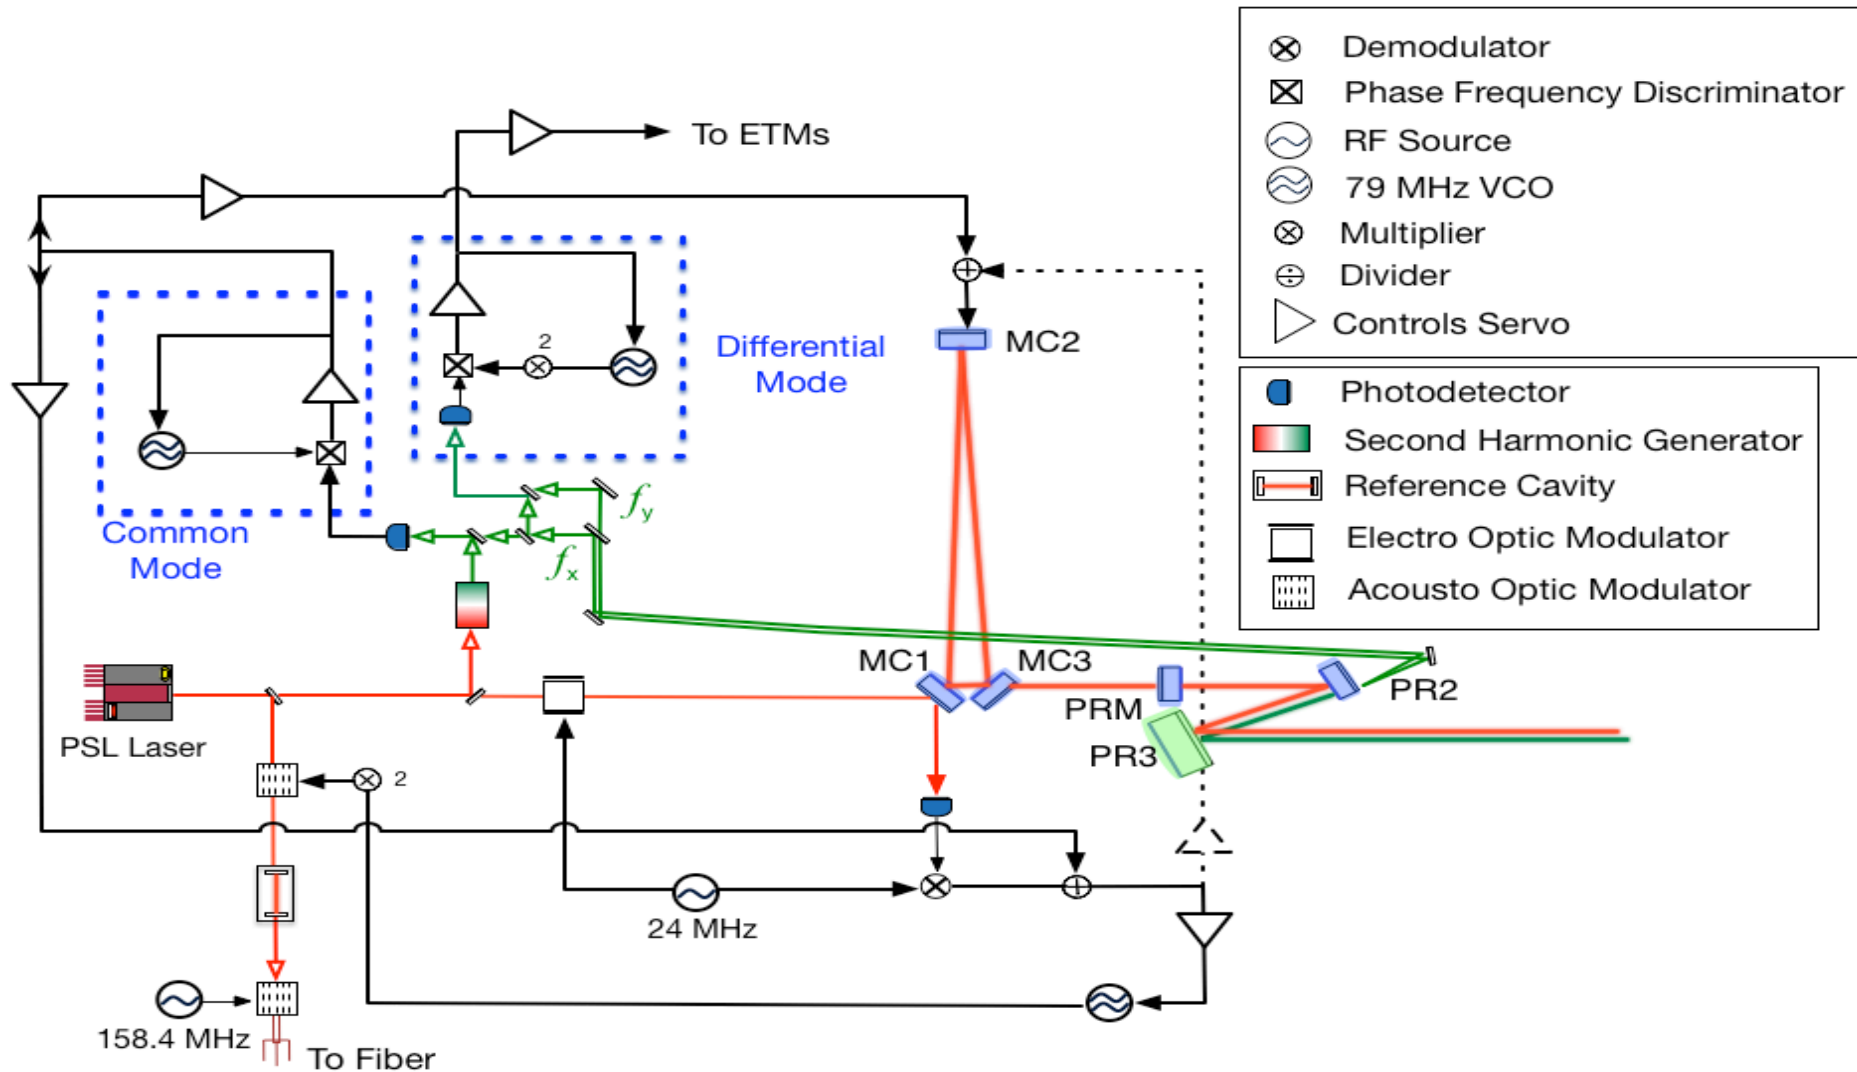 To ETMs
2
Differential
Mode
MC2
Common
Mode
fy
fx
MC1
MC3
PRM
PR2
PR3
PSL Laser
2
24 MHz
158.4 MHz
To Fiber
Demodulator
Phase Frequency Discriminator
RF Source
79 MHz VCO
Multiplier
Divider
Controls Servo
Photodetector
Second Harmonic Generator
Reference Cavity
Electro Optic Modulator
Acousto Optic Modulator